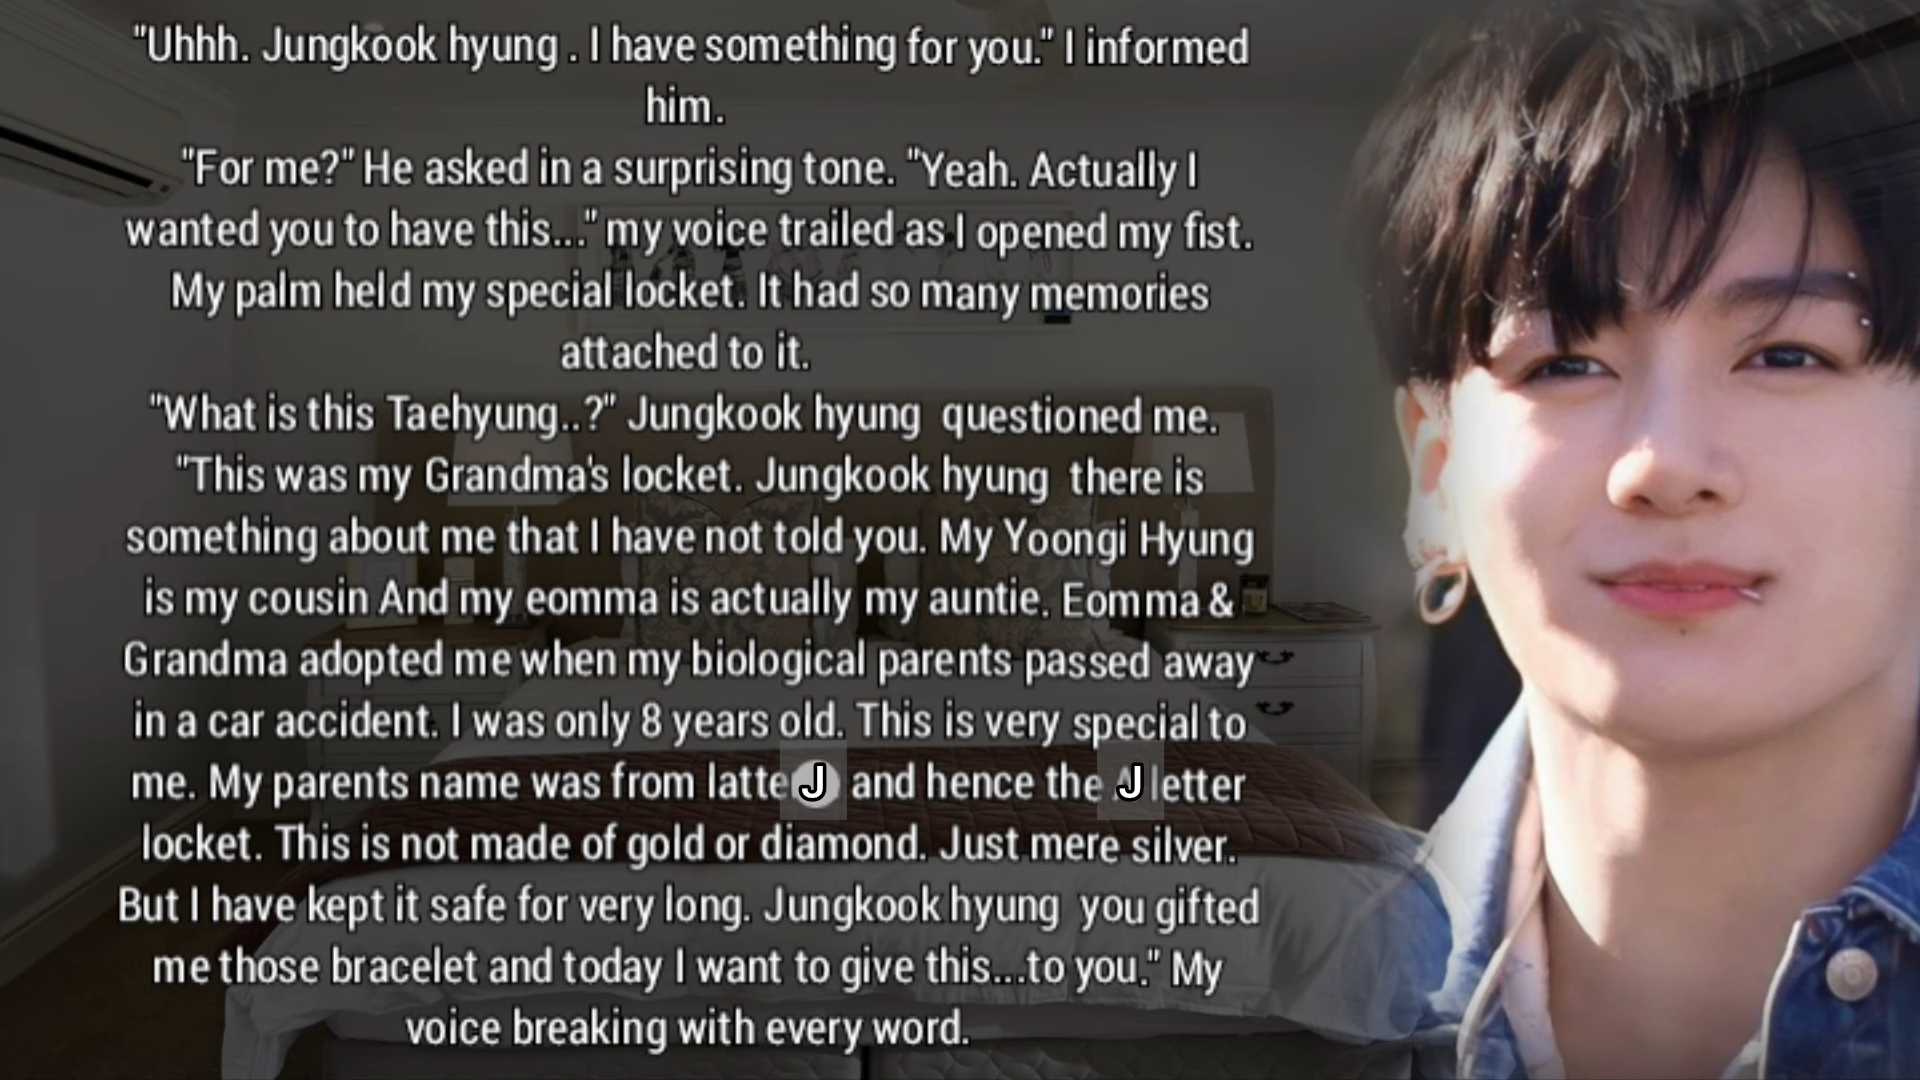 "Uhhh. Jungkook hyung . I have something for you." I informed
him.
"For me?" He asked in a surprising tone. "Yeah. Actually I
wanted you to have this..." my voice trailed as I opened my fist.
My palm held my special locket. It had so many memories
attached to it.
"What is this Taehyung..?" Jungkook hyung questioned me.
"This was my Grandma's locket. Jungkook hyung there is
something about me that I have not told you. My Yoongi Hyung
is my cousin And my eomma is actually my auntie. Eomma &
Grandma adopted me when my biological parents passed away
in a car accident. I was only 8 years old. This is very special to
me. My parents name was from latte J and hence the J letter
locket. This is not made of gold or diamond. Just mere silver.
But I have kept it safe for very long. Jungkook hyung you gifted
me those bracelet and today I want to give this...to you." My
voice breaking with every word.